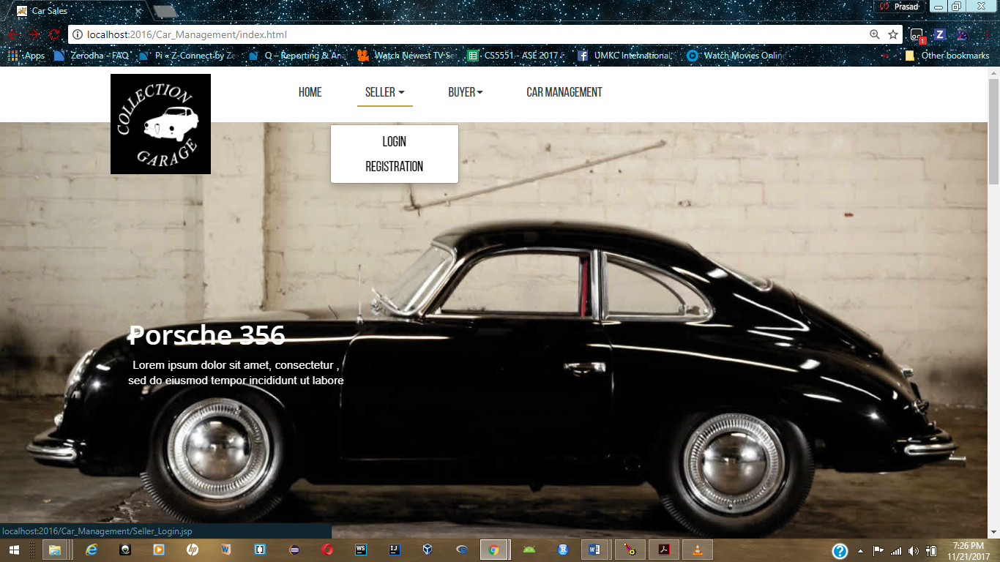 Car Sales
Prasad
localhost:2016/Car_Management/index.html
1
Z
Apps
Zerodha - FAQ
Pi « Z-Connect by Ze
Q – Reporting & Ana
Watch Newest TV Se
CS5551 - ASE 2017 F
UMKC International
Watch Movies Online
Other bookmarks
COLLECTION
GARAGE
HOME
SELLER
BUYER
CAR MANAGEMENT
LOGIN
REGISTRATION
Porsche 356
Lorem ipsum dolor sit amet, consectetur ,
sed do eiusmod tempor incididunt ut labore
localhost:2016/Car_Management/Seller_Login.jsp
7:26 PM
11/21/2017